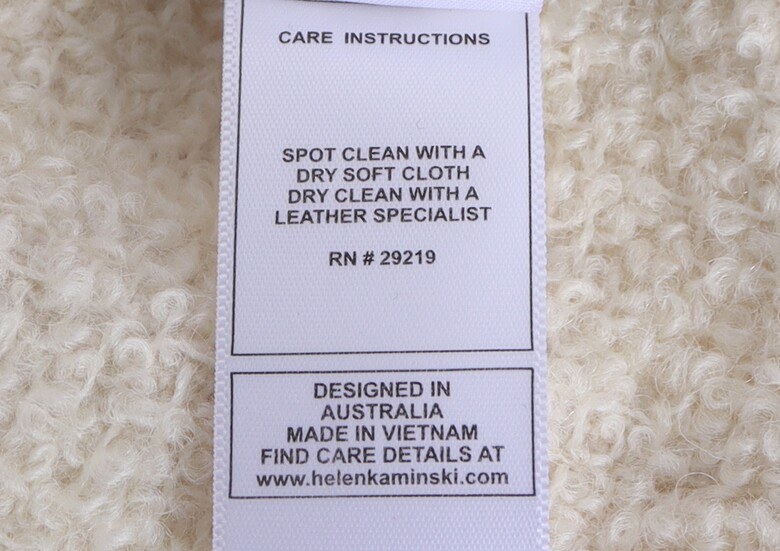 CARE INSTRUCTIONS
SPOT CLEAN WITH A
DRY SOFT CLOTH
DRY CLEAN WITH A
LEATHER SPECIALIST
RN # 29219
DESIGNED IN
AUSTRALIA
MADE IN VIETNAM
FIND CARE DETAILS AT
www.helenkaminski.com